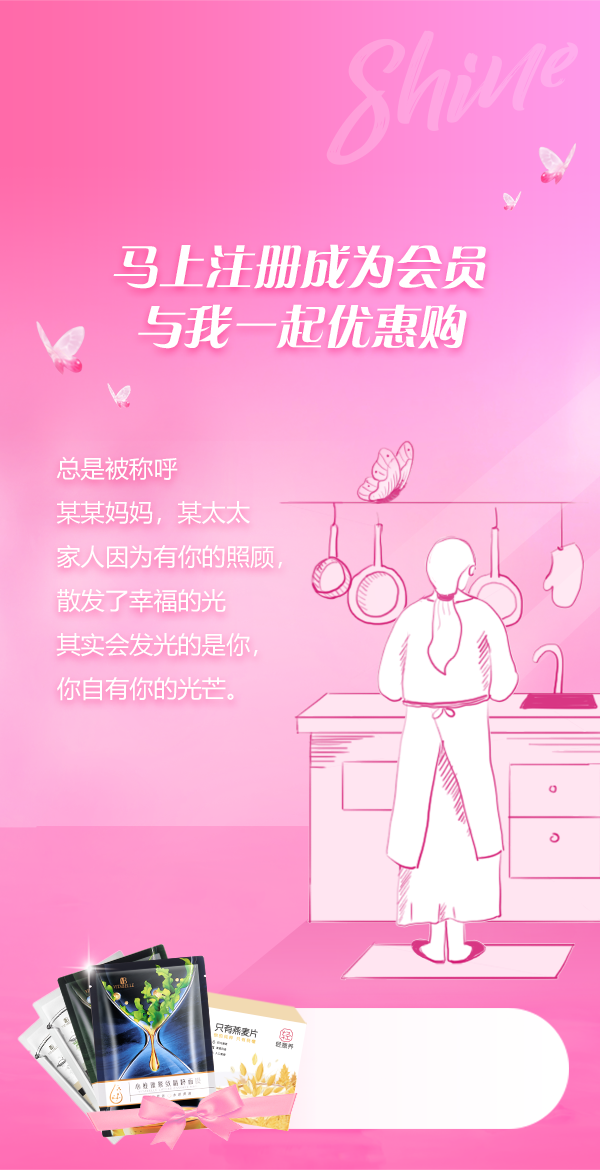 Shine
马上注册成为会员
与我一起优惠购
总是被称呼
某某妈妈，某太太
家人因为有你的照顾，
散发了幸福的光
其实会发光的是你，
你自有你的光芒。
只有燕麦片